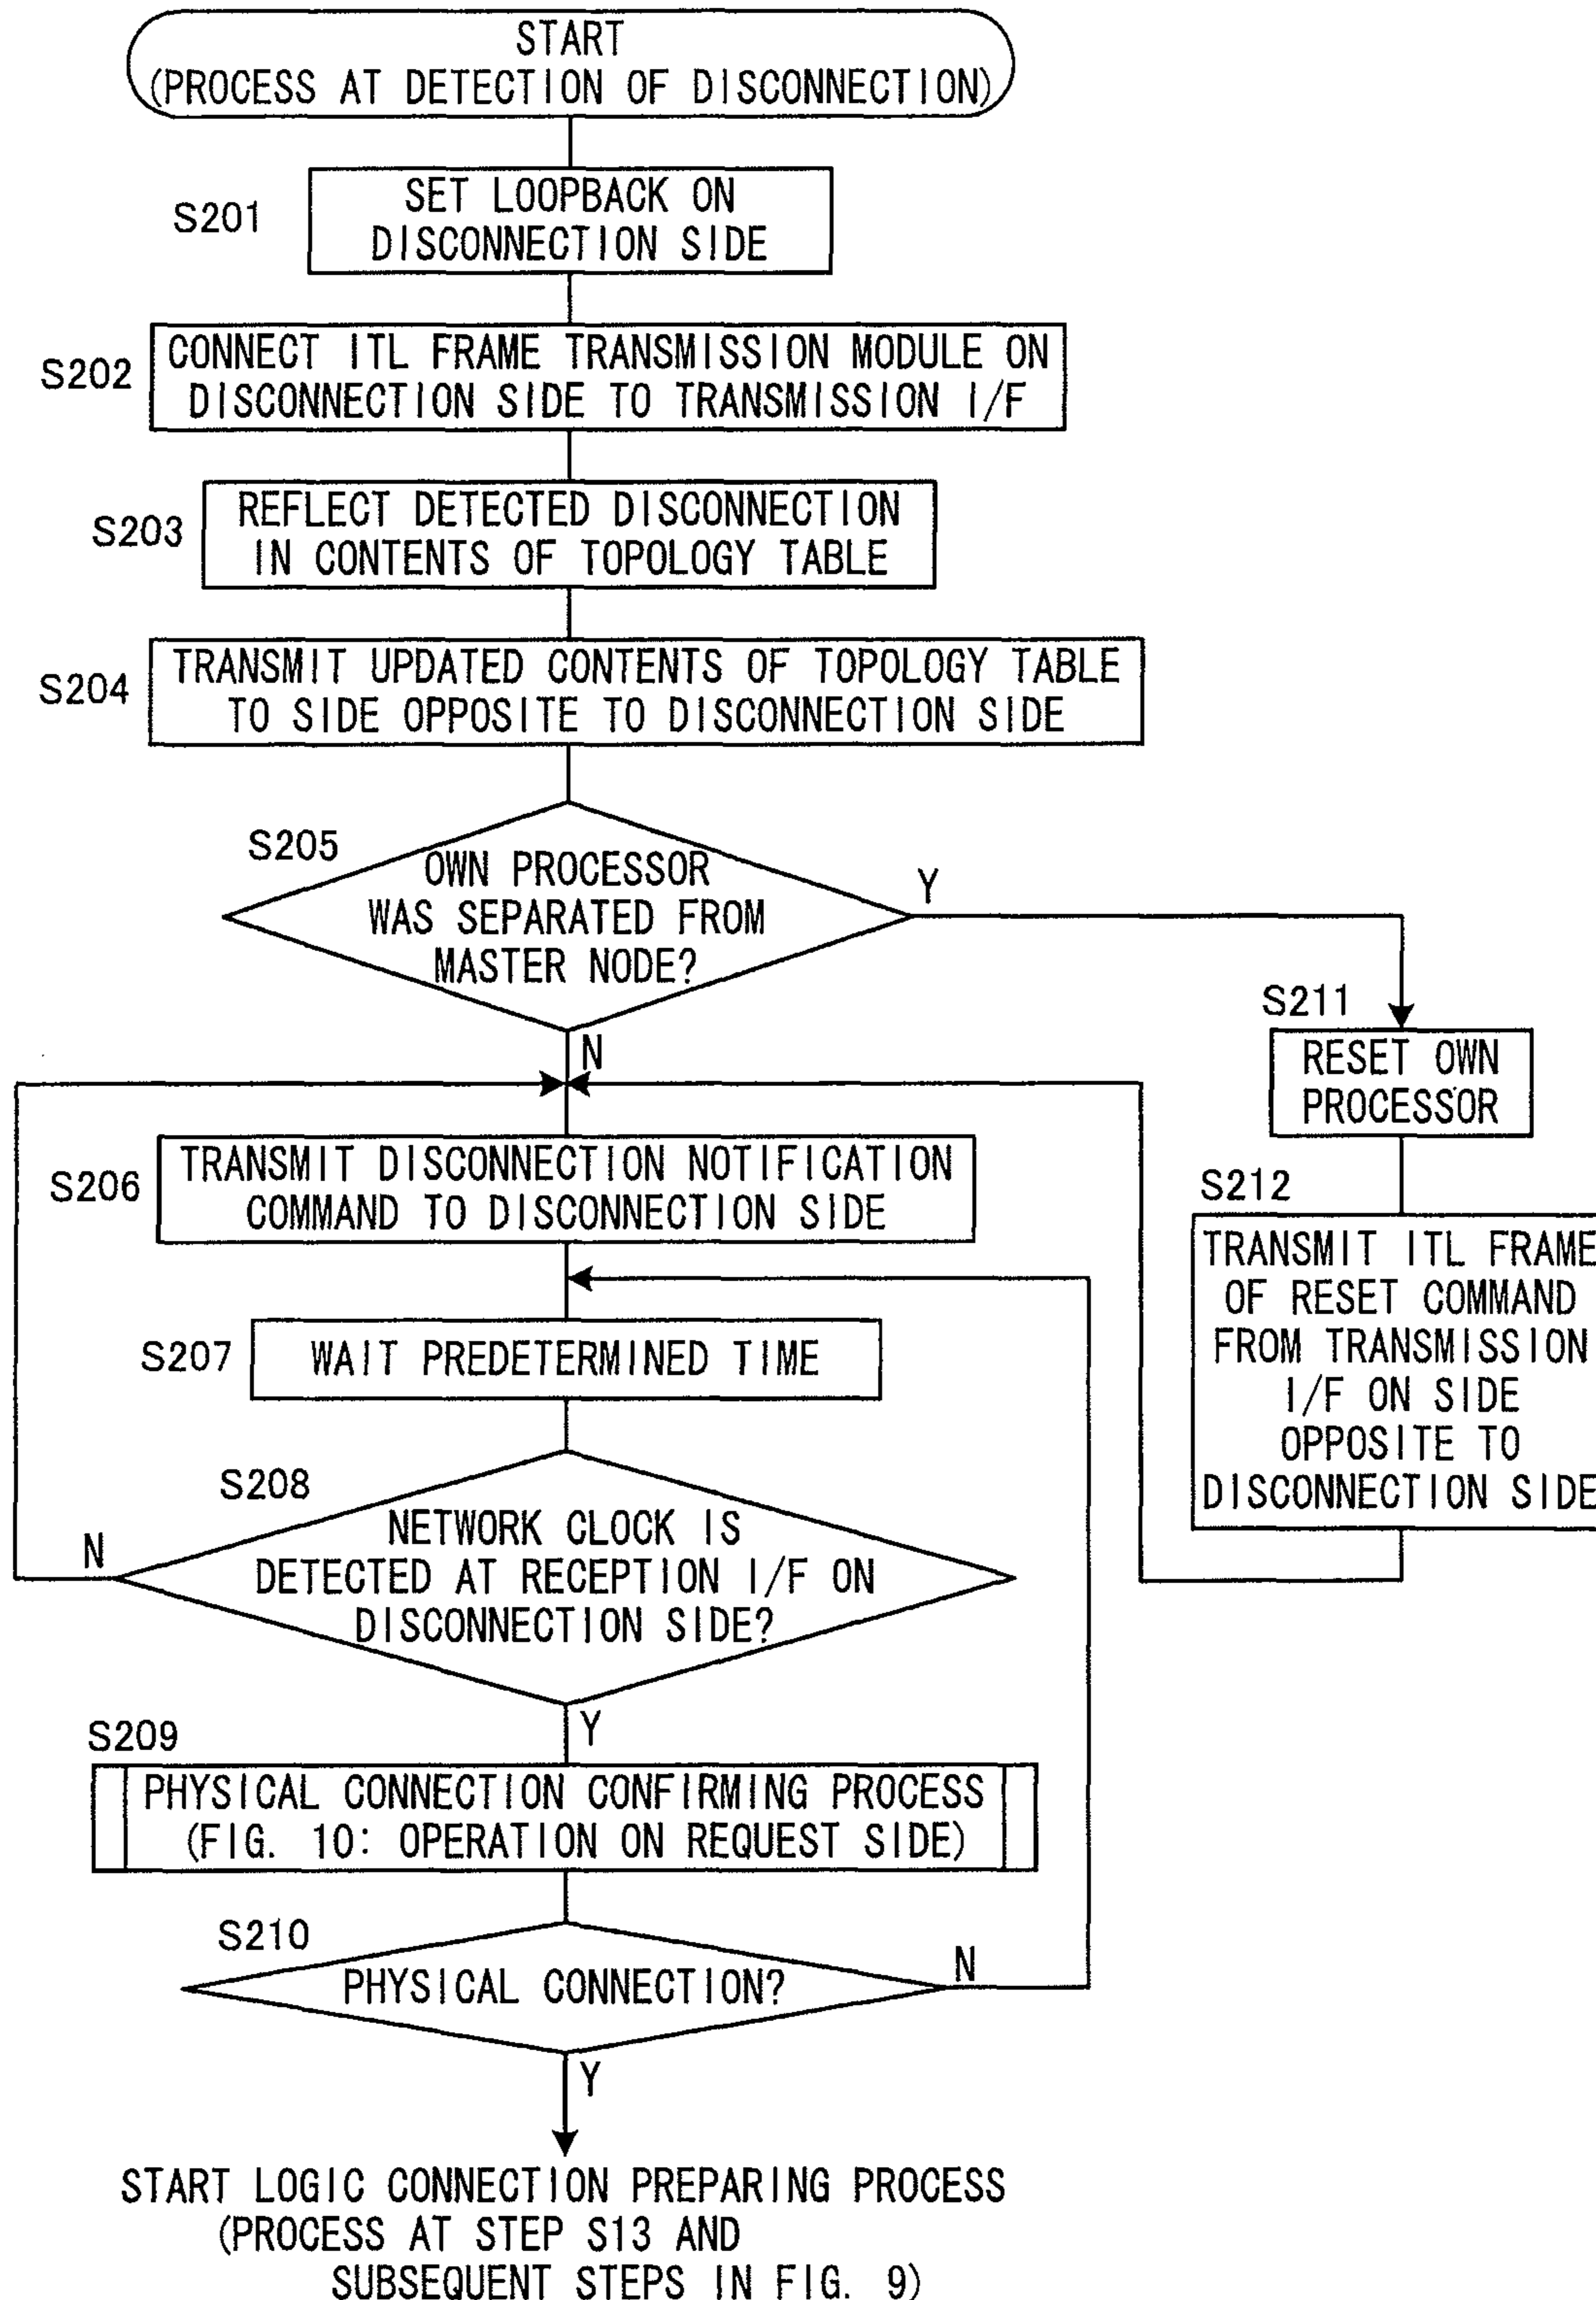 START
(PROCESS AT DETECTION OF DISCONNECTION)
S201
SET LOOPBACK ON
DISCONNECTION SIDE
S202
CONNECT ITL FRAME TRANSMISSION MODULE ON
DISCONNECTION SIDE TO TRANSMISSION I/F
S203
REFLECT DETECTED DISCONNECTION
IN CONTENTS OF TOPOLOGY TABLE
S204
TRANSMIT UPDATED CONTENTS OF TOPOLOGY TABLE
TO SIDE OPPOSITE TO DISCONNECTION SIDE
S205
OWN PROCESSOR
WAS SEPARATED FROM
MASTER NODE?
Y
N
S211
RESET OWN
PROCESSOR
S212
TRANSMIT ITL FRAME
OF RESET COMMAND
FROM TRANSMISSION
I/F ON SIDE
OPPOSITE TO
DISCONNECTION SIDE
S206
TRANSMIT DISCONNECTION NOTIFICATION
COMMAND TO DISCONNECTION SIDE
S207
WAIT PREDETERMINED TIME
S208
NETWORK CLOCK IS
DETECTED AT RECEPTION I/F ON
DISCONNECTION SIDE?
N
Y
S209
PHYSICAL CONNECTION CONFIRMING PROCESS
(FIG. 10: OPERATION ON REQUEST SIDE)
S210
PHYSICAL CONNECTION?
N
Y
START LOGIC CONNECTION PREPARING PROCESS
(PROCESS AT STEP S13 AND
SUBSEQUENT STEPS IN FIG. 9)